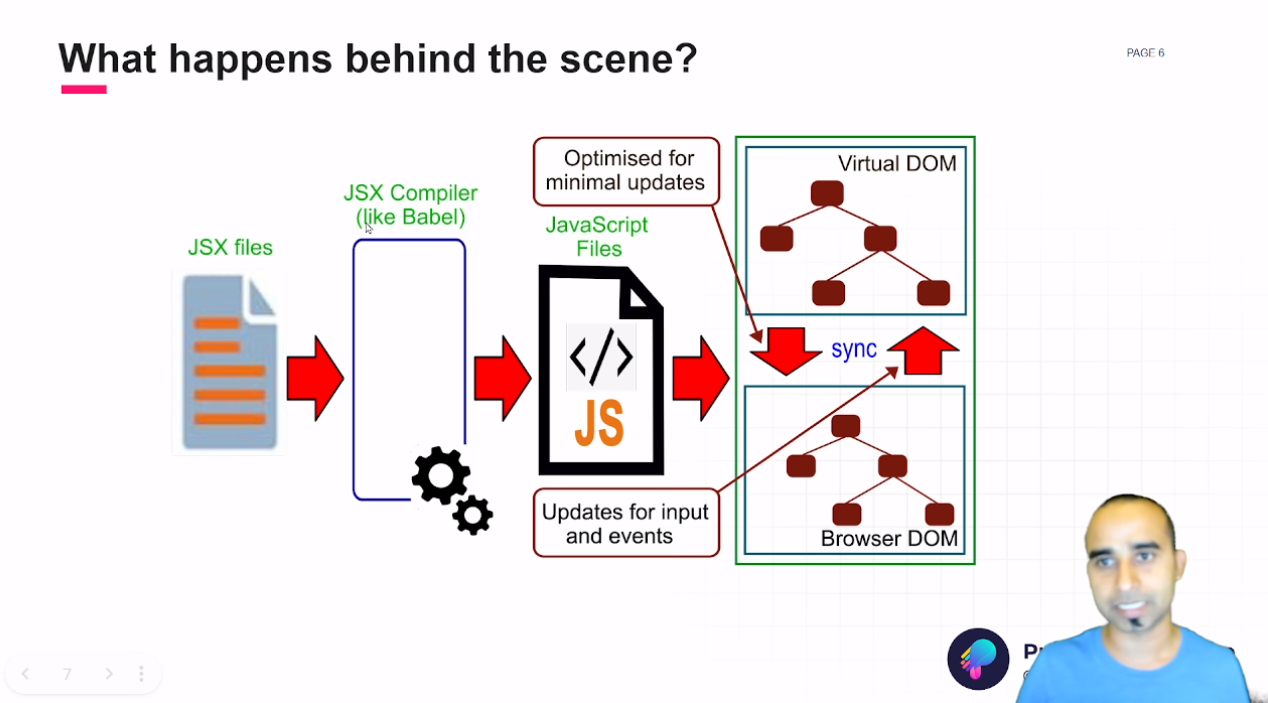 What happens behind the scene?
PAGE 6
Optimised for
minimal updates
Virtual DOM
JSX Compiler
(like Babel)
JavaScript
Files
JSX files
sync
</>
JS
Updates for input
and events
Browser DOM
7